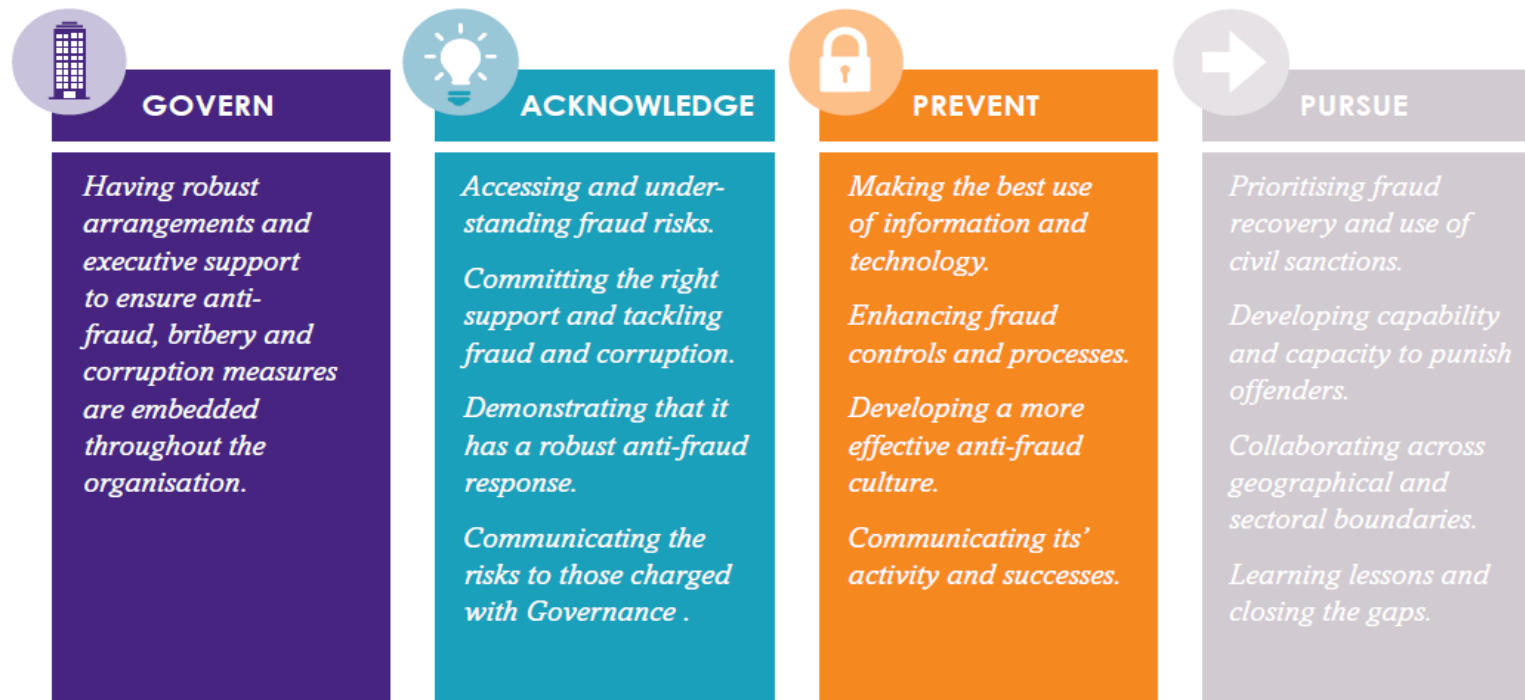 GOVERN
Having robust
arrangements and
executive support
to ensure anti-
fraud, bribery and
corruption measures
are embedded
throughout the
organisation.
ACKNOWLEDGE
Accessing and under-
standing fraud risks.
Committing the right
support and tackling
fraud and corruption.
Demonstrating that it
has a robust anti-fraud
response.
Communicating the
risks to those charged
with Governance .
PREVENT
Making the best use
of information and
technology.
Enhancing fraud
controls and processes.
Developing a more
effective anti-fraud
culture.
Communicating its’
activity and successes.
PURSUE
Prioritising fraud
recovery and use of
civil sanctions.
Developing capability
and capacity to punish
offenders.
Collaborating across
geographical and
sectoral boundaries.
Learning lessons and
closing the gaps.